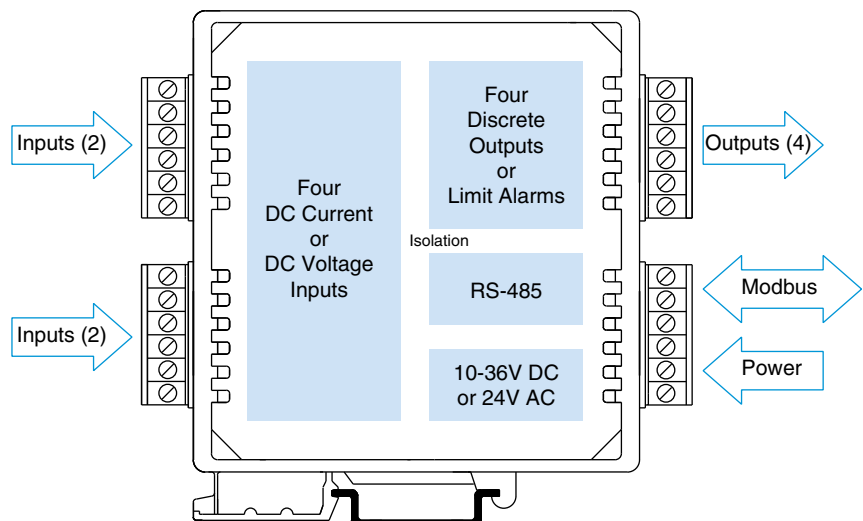 Inputs (2)
Inputs (2)
Four
DC Current
or
DC Voltage
Inputs
Four
Discrete
Outputs
or
Limit Alarms
Isolation
RS-485
10-36V DC
or 24V AC
Outputs (4)
Modbus
Power